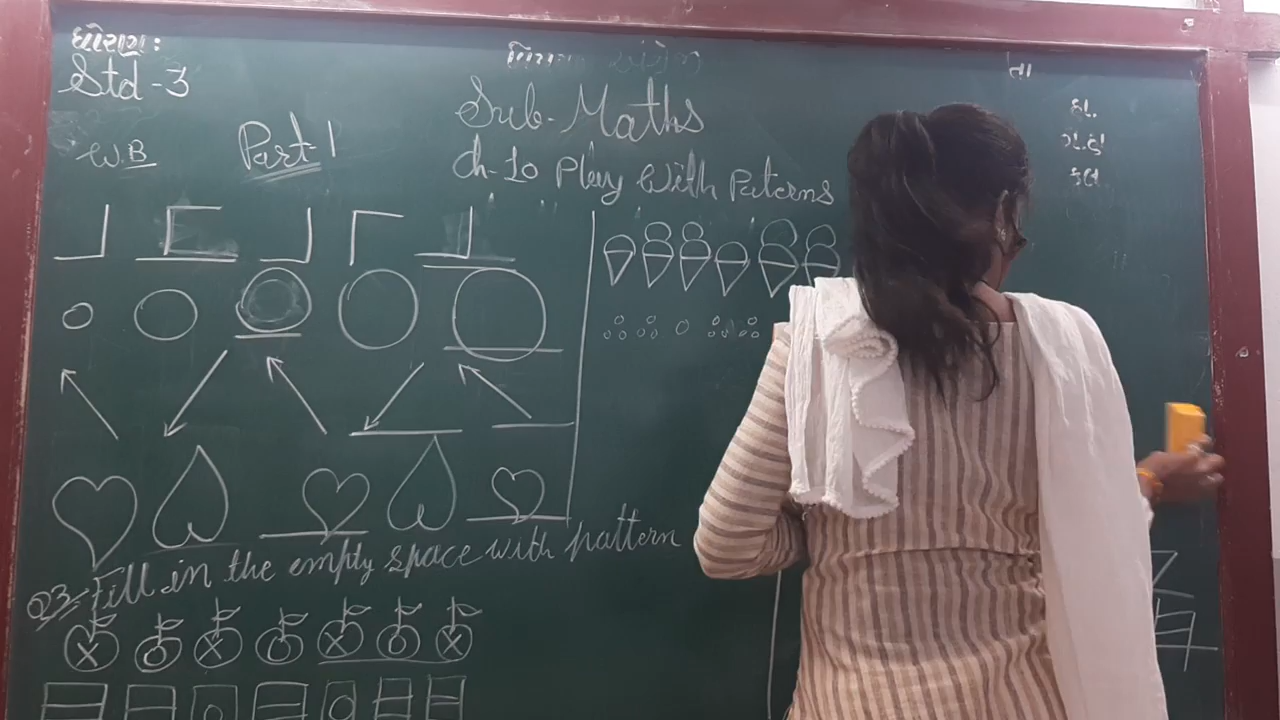 ધોરણ:
Std-3
Sub-Maths
W.B
Part-1
Ch-10 Play With Paterns
તા
Q3 Fill in the empty space with pattern